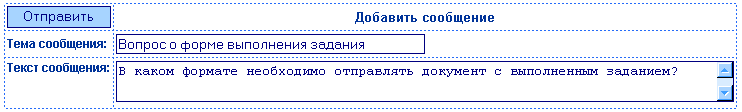 Отправить Добавить сообщение
Тема сообщения: Вопрос о форме выполнения задания
Текст сообщения: В каком формате необходимо отправлять документ с выполненным заданием?